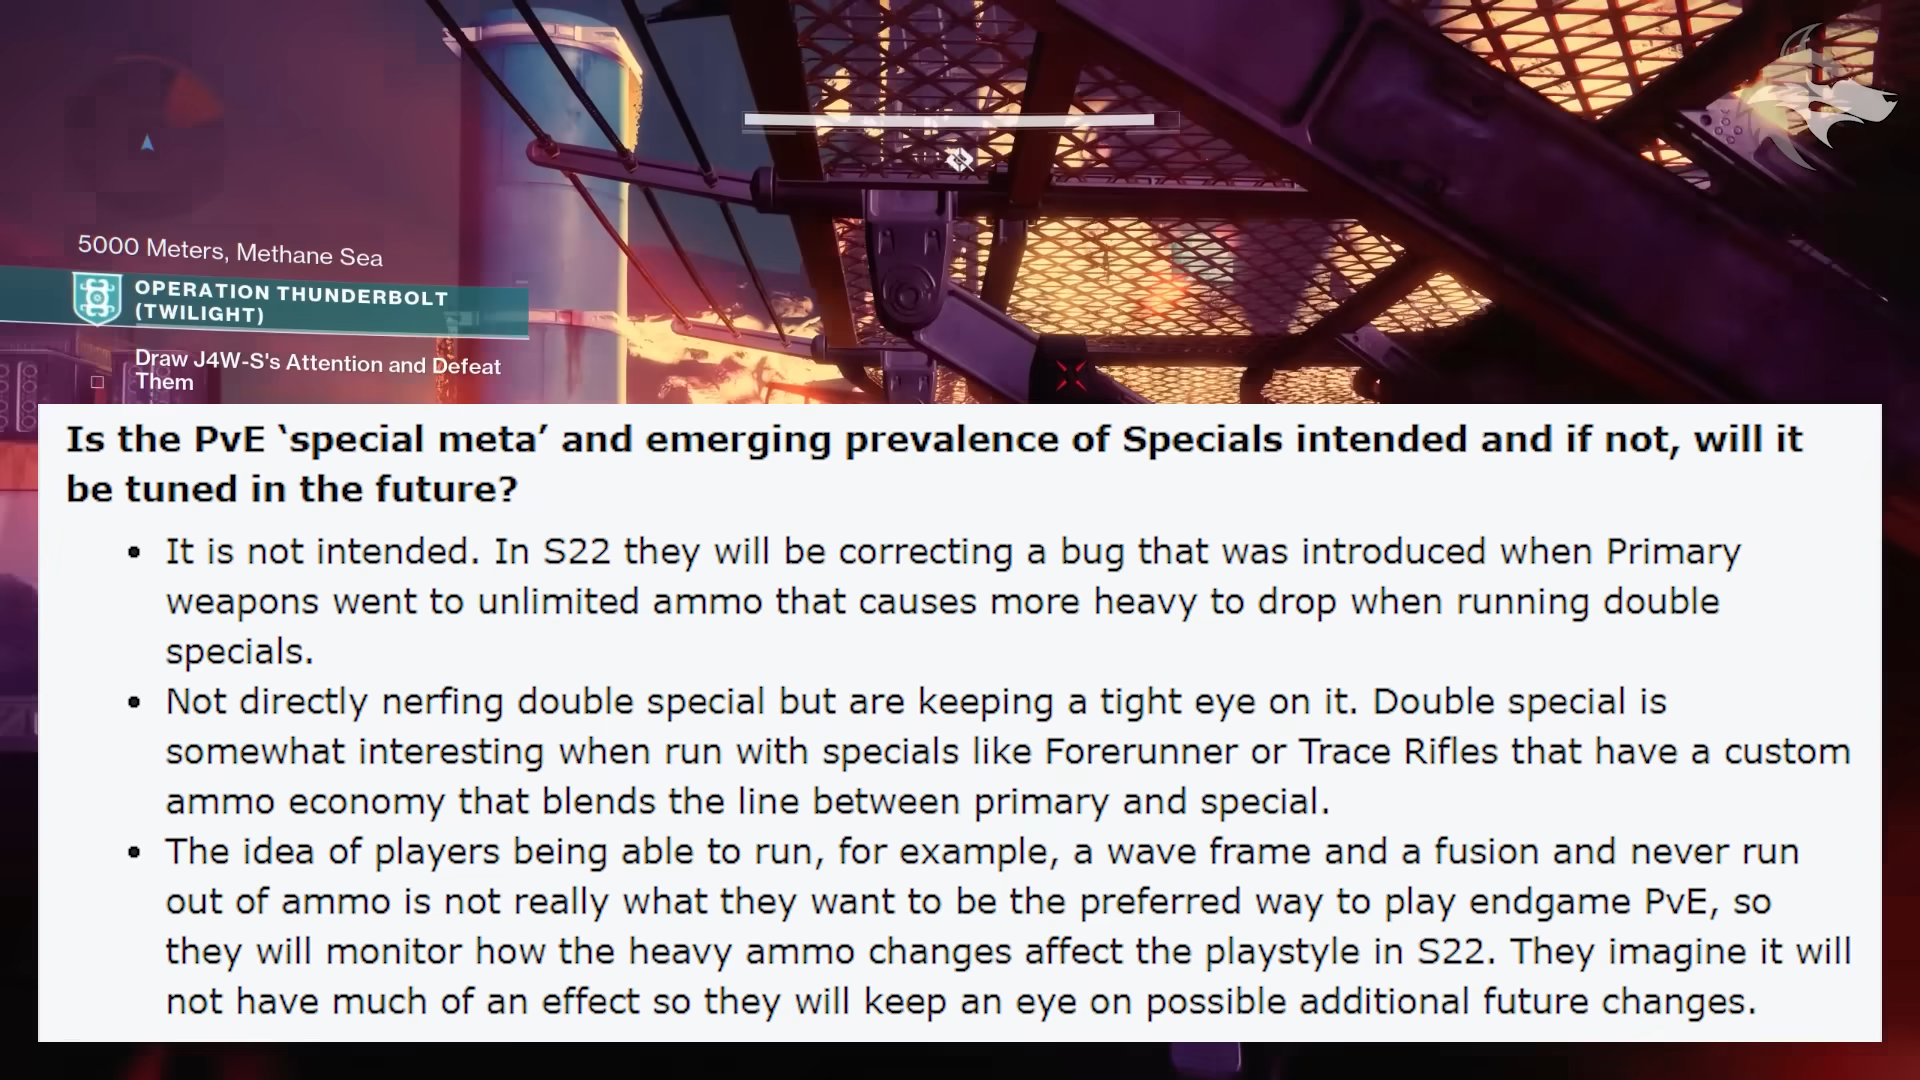 5000 Meters, Methane Sea
OPERATION THUNDERBOLT
(TWILIGHT)
Draw J4W-S's Attention and Defeat
Them
Is the PvE ‘special meta’ and emerging prevalence of Specials intended and if not, will it
be tuned in the future?
• It is not intended. In S22 they will be correcting a bug that was introduced when Primary
weapons went to unlimited ammo that causes more heavy to drop when running double
specials.
• Not directly nerfing double special but are keeping a tight eye on it. Double special is
somewhat interesting when run with specials like Forerunner or Trace Rifles that have a custom
ammo economy that blends the line between primary and special.
• The idea of players being able to run, for example, a wave frame and a fusion and never run
out of ammo is not really what they want to be the preferred way to play endgame PvE, so
they will monitor how the heavy ammo changes affect the playstyle in S22. They imagine it will
not have much of an effect so they will keep an eye on possible additional future changes.